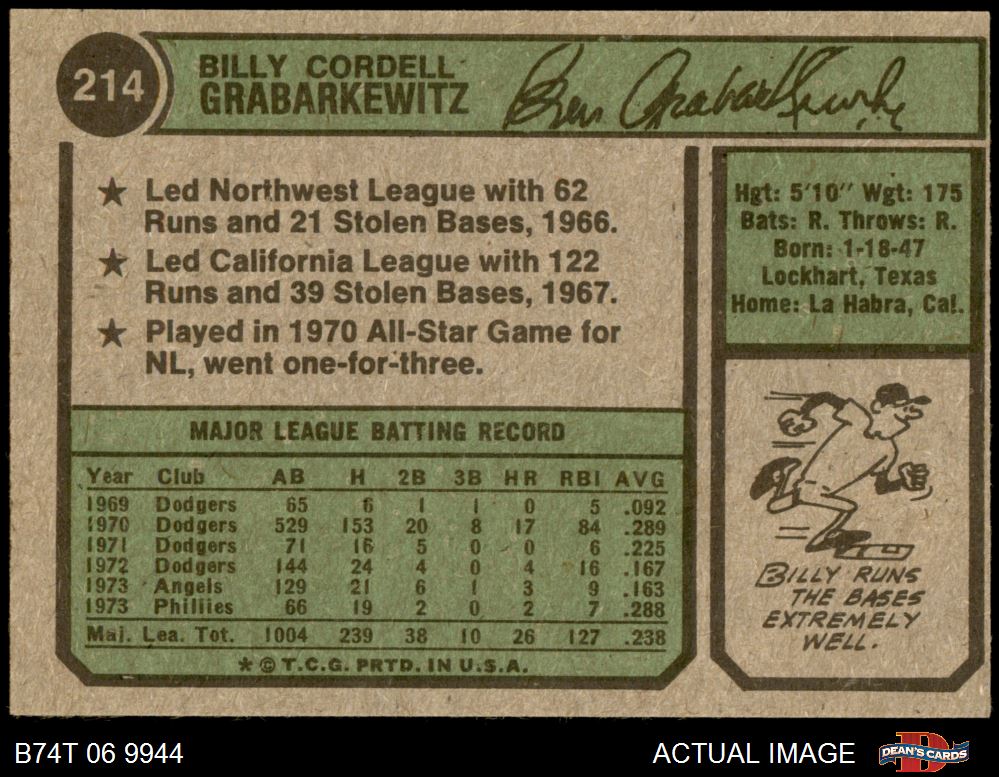 214
BILLY CORDELL
GRABARKEWITZ
Grabarkewitz
★ Led Northwest League with 62
Runs and 21 Stolen Bases, 1966.
★ Led California League with 122
Runs and 39 Stolen Bases, 1967.
★ Played in 1970 All-Star Game for
NL, went one-for-three.
Hgt: 5'10" Wgt: 175
Bats: R. Throws: R.
Born: 1-18-47
Lockhart, Texas
Home: La Habra, Cal.
MAJOR LEAGUE BATTING RECORD
Year Club AB H 2B 3B HR RBI AVG
1969 Dodgers 65 6 1 1 0 5 .092
1970 Dodgers 529 153 20 8 17 84 .289
1971 Dodgers 71 16 5 0 0 6 .225
1972 Dodgers 144 24 4 0 4 16 .167
1973 Angels 129 21 6 1 3 9 .163
1973 Phillies 66 19 2 0 2 7 .288
Maj. Lea. Tot. 1004 239 38 10 26 127 .238
★ © T.C.G. PRTD. IN U.S.A.
BILLY RUNS
THE BASES
EXTREMELY
WELL.
B74T 06 9944
ACTUAL IMAGE
DEAN'S CARDS